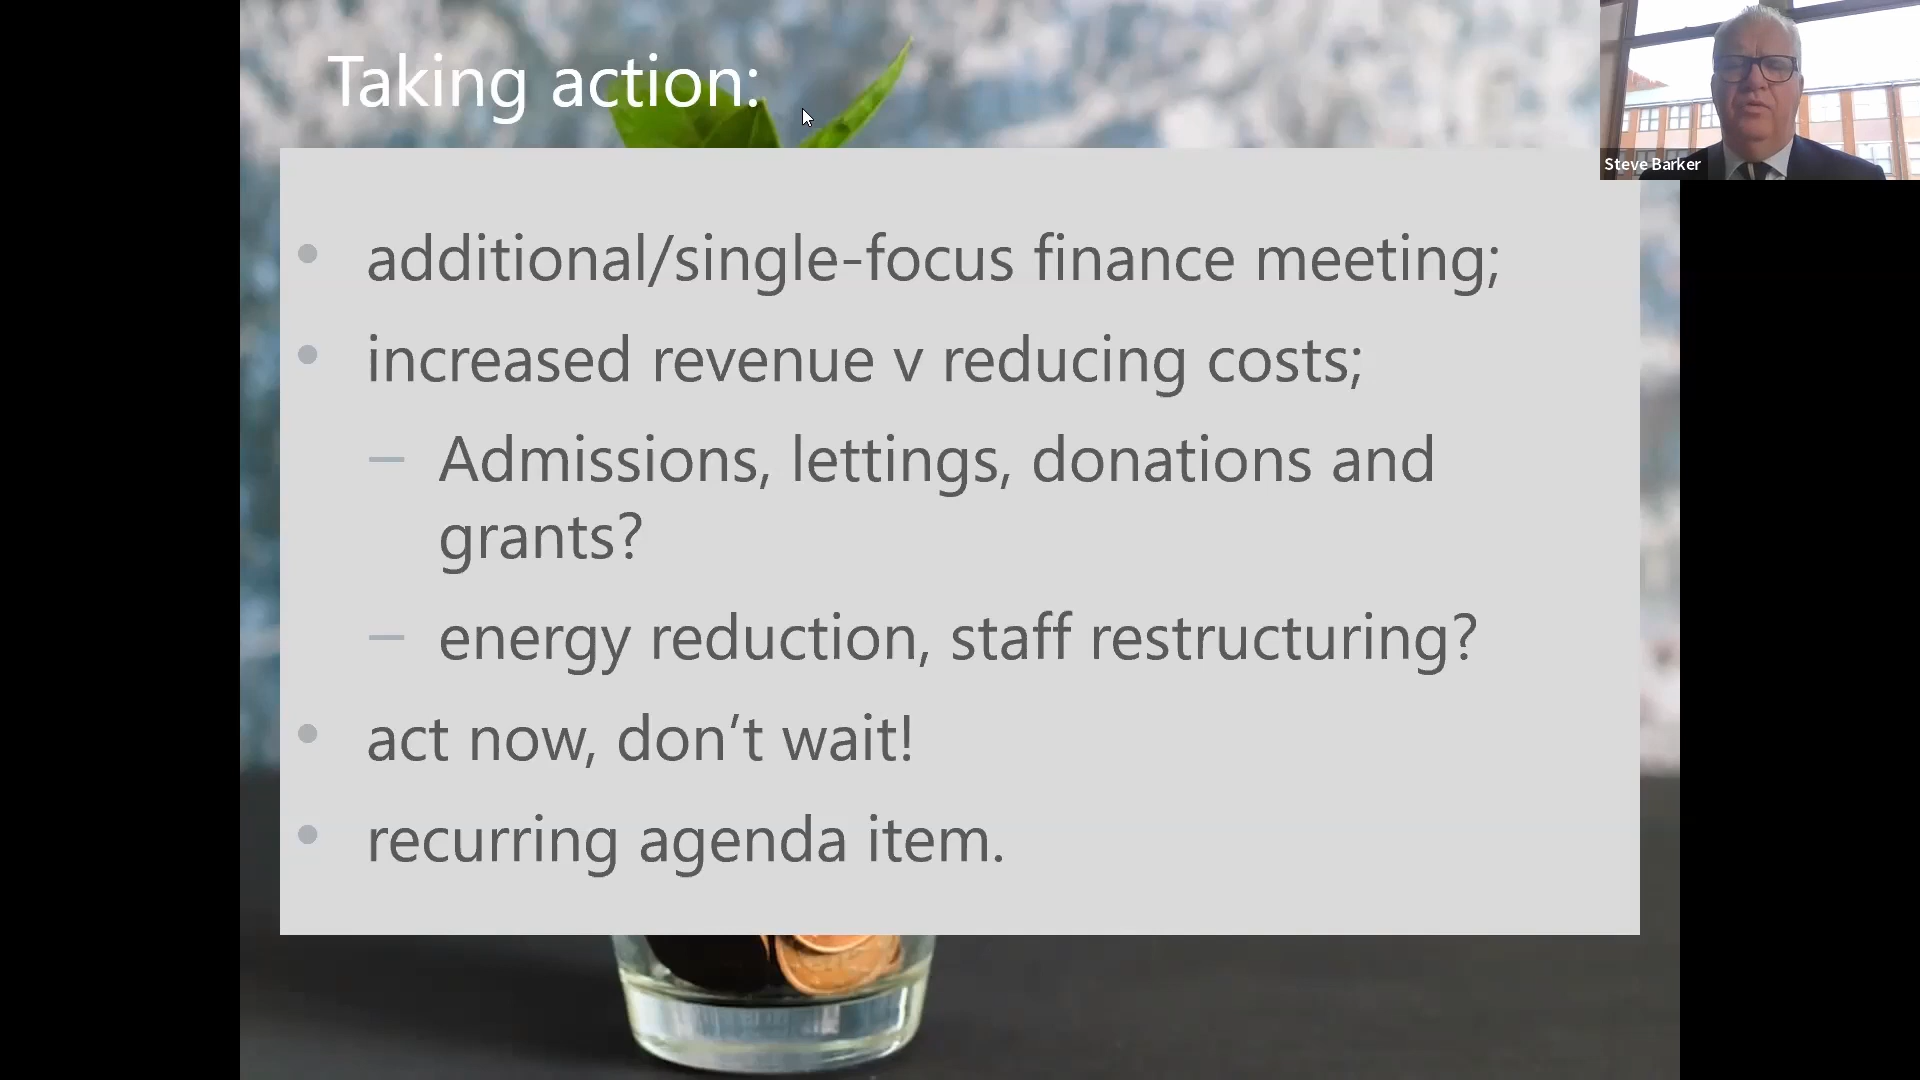 Taking action:
Steve Barker
• additional/single-focus finance meeting;
• increased revenue v reducing costs;
– Admissions, lettings, donations and
grants?
– energy reduction, staff restructuring?
• act now, don’t wait!
• recurring agenda item.